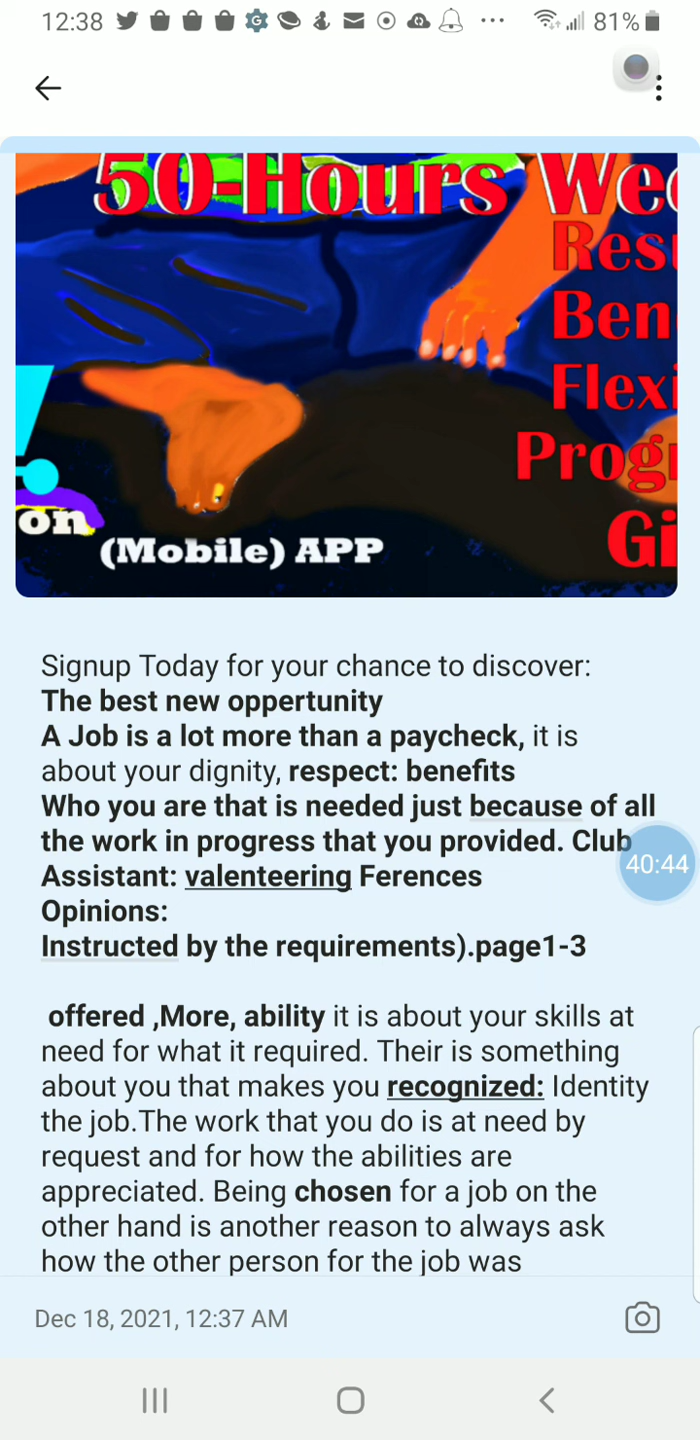 12:38
81%
50-Hours
Res
Ben
Flexi
Prog
on
(Mobile) APP
Gi
Signup Today for your chance to discover:
The best new oppertunity
A Job is a lot more than a paycheck, it is
about your dignity, respect: benefits
Who you are that is needed just because of all
the work in progress that you provided. Club
40:44
Assistant: valenteering Ferences
Opinions:
Instructed by the requirements).page1-3
offered ,More, ability it is about your skills at
need for what it required. Their is something
about you that makes you recognized: Identity
the job.The work that you do is at need by
request and for how the abilities are
appreciated. Being chosen for a job on the
other hand is another reason to always ask
how the other person for the job was
Dec 18, 2021, 12:37 AM